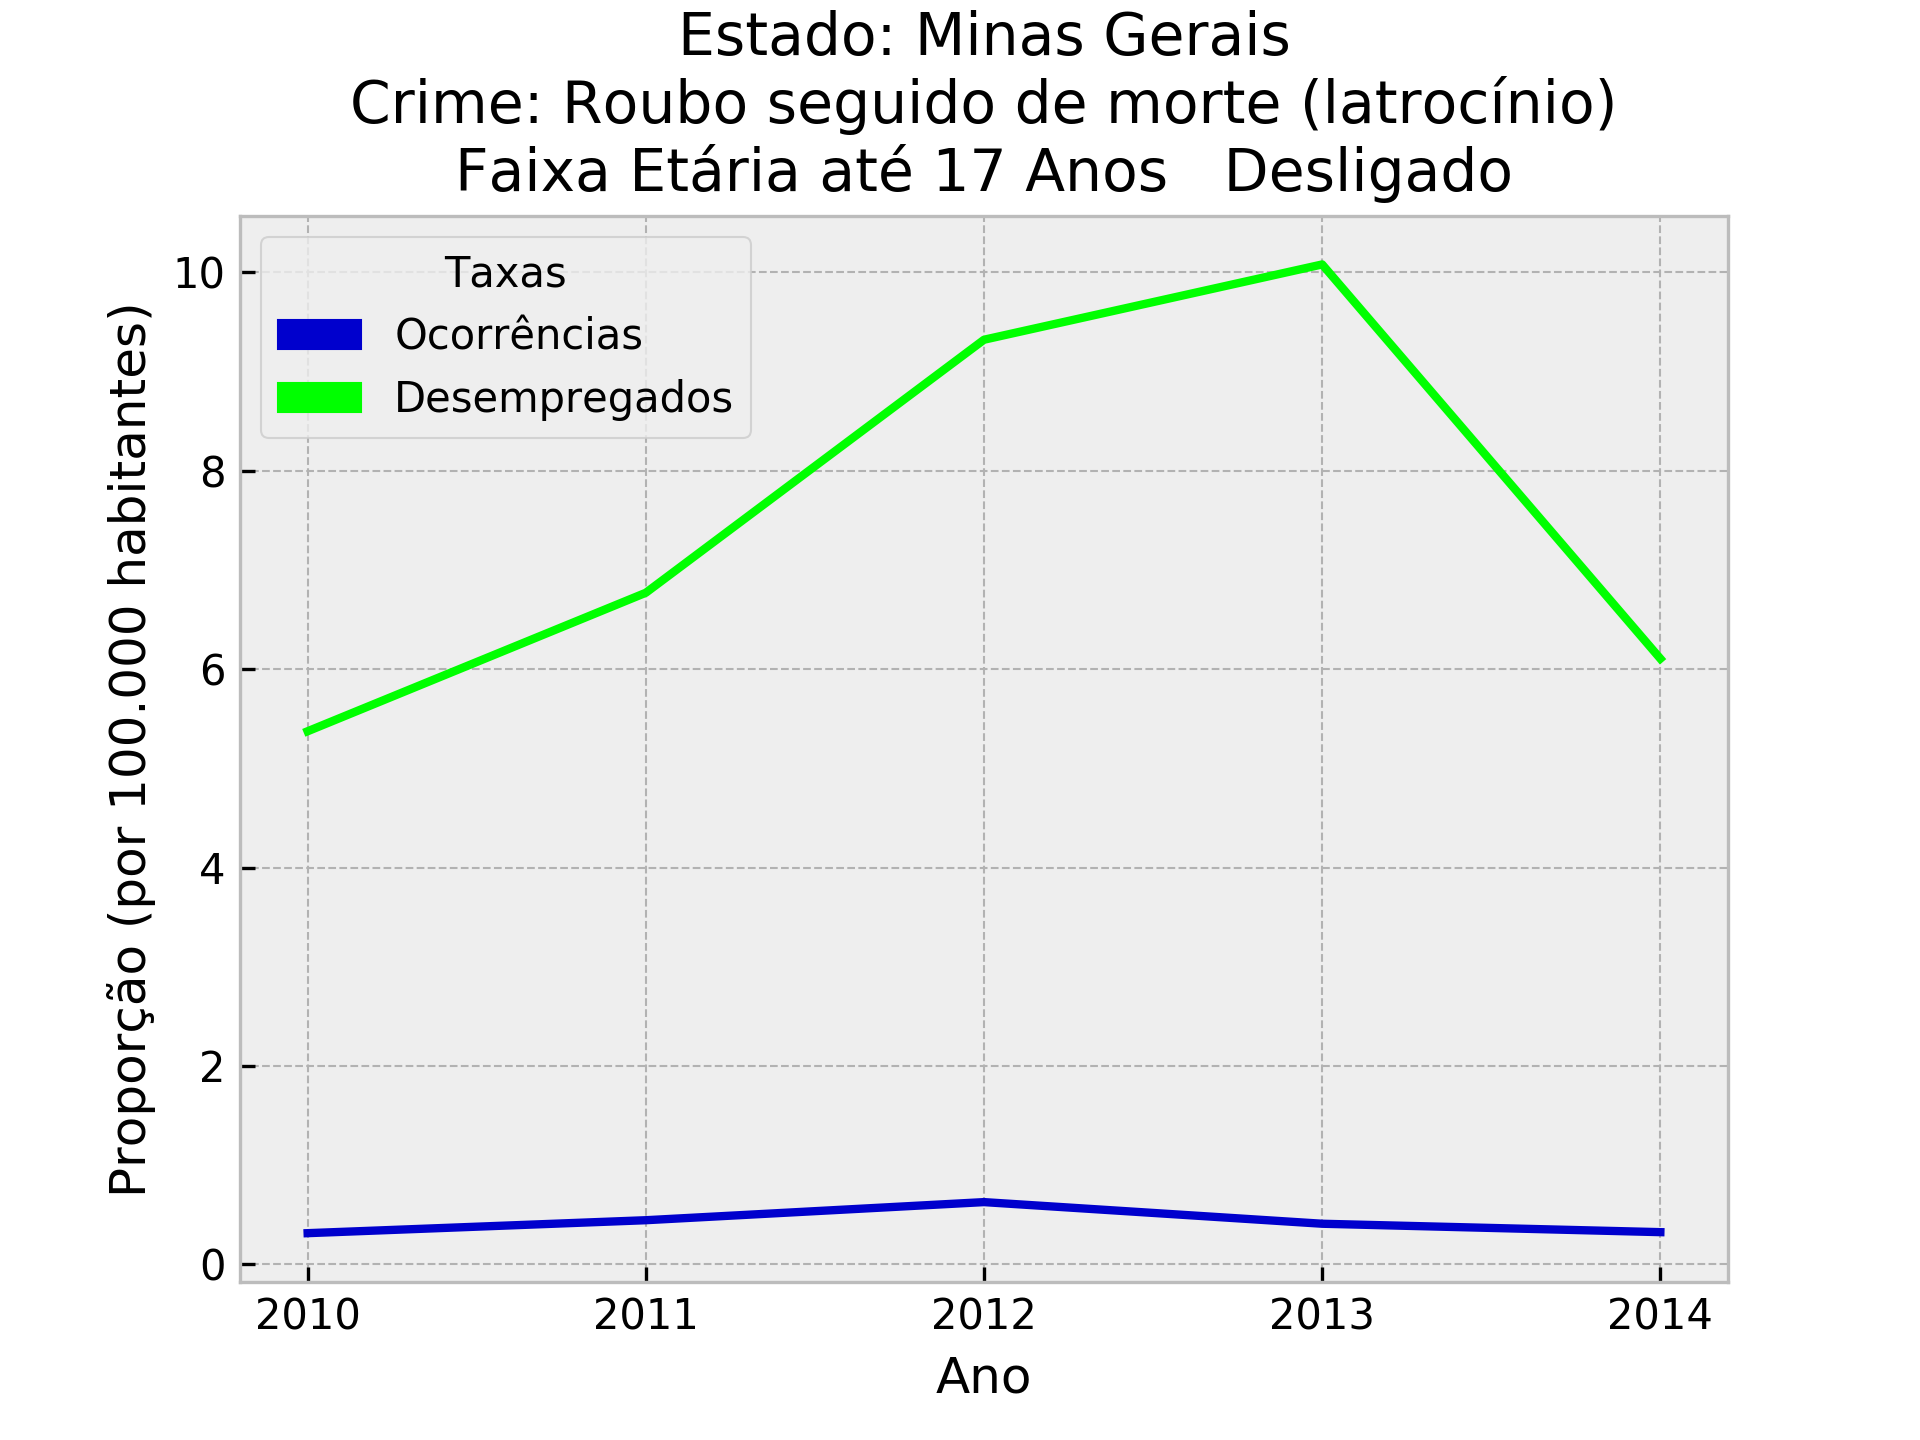 Estado: Minas Gerais
Crime: Roubo seguido de morte (latrocínio)
Faixa Etária até 17 Anos   Desligado
Taxas
Ocorrências
Desempregados
Proporção (por 100.000 habitantes)
10
8
6
4
2
0
2010 2011 2012 2013 2014
Ano